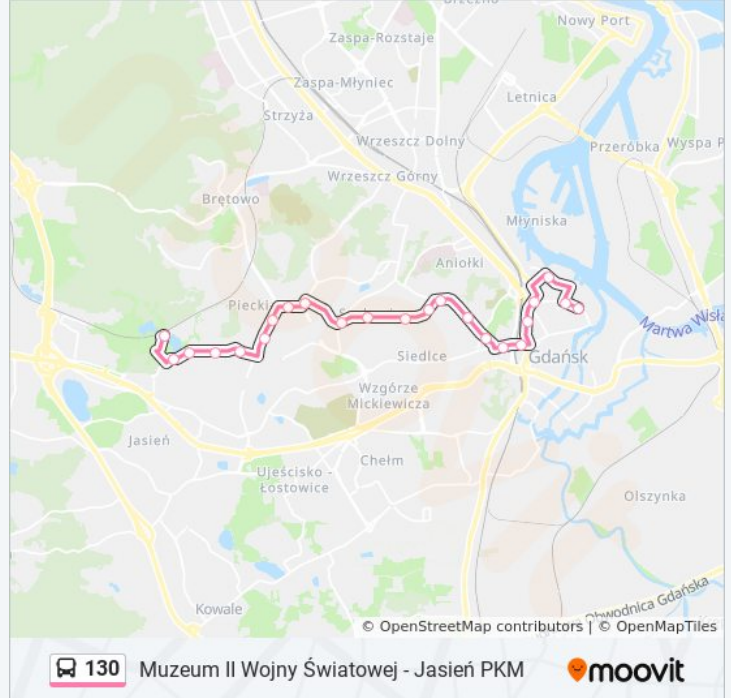 Brzeźno
Nowy Port
Zaspa-Rozstaje
Zaspa-Młyniec
Letnica
Strzyża
Wrzeszcz Dolny
Przeróbka
Wyspa P
Wrzeszcz Górny
Brętowo
Młyniska
Aniołki
Piecki
Martwa Wisła
Siedlce
Gdańsk
Wzgórze
Mickiewicza
Jasień
Chełm
Ujeścisko -
Łostowice
Olszynka
Kowale
Obwodnica Gdańska
© OpenStreetMap contributors | © OpenMapTiles
130 Muzeum II Wojny Światowej - Jasień PKM moovit